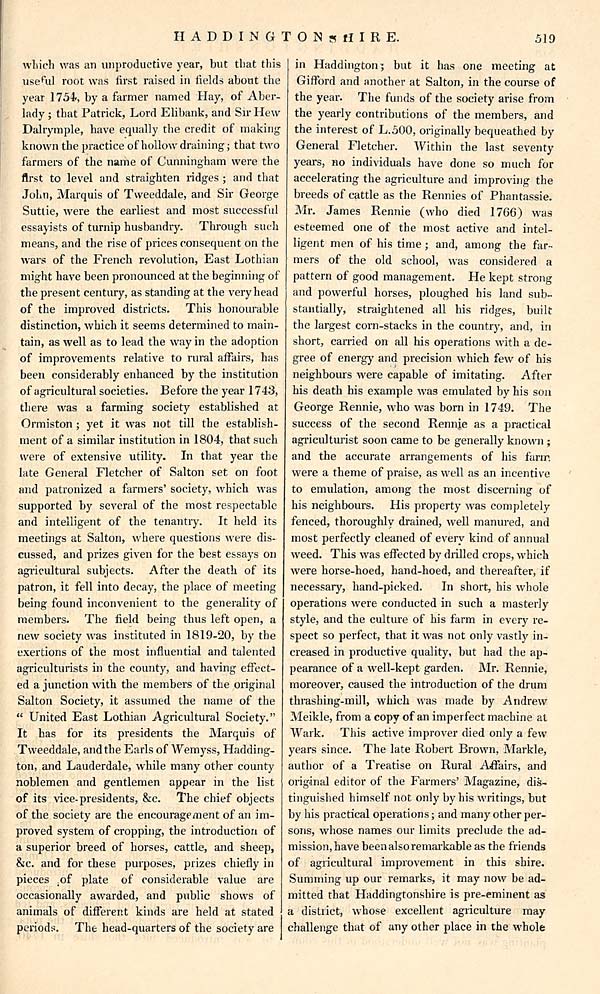 HADDINGTONSHIRE. 519
which was an unproductive year, but that this
useful root was first raised in fields about the
year 1754, by a farmer named Hay, of Aber-
lady ; that Patrick, Lord Elibank, and Sir Hew
Dalrymple, have equally the credit of making
known the practice of hollow draining ; that two
farmers of the name of Cunningham were the
first to level and straighten ridges ; and that
John, Marquis of Tweeddale, and Sir George
Suttie, were the earliest and most successful
essayists of turnip husbandry. Through such
means, and the rise of prices consequent on the
wars of the French revolution, East Lothian
might have been pronounced at the beginning of
the present century, as standing at the very head
of the improved districts. This honourable
distinction, which it seems determined to main-
tain, as well as to lead the way in the adoption
of improvements relative to rural affairs, has
been considerably enhanced by the institution
of agricultural societies. Before the year 1743,
there was a farming society established at
Ormiston ; yet it was not till the establish-
ment of a similar institution in 1804, that such
were of extensive utility. In that year the
late General Fletcher of Salton set on foot
and patronized a farmers' society, which was
supported by several of the most respectable
and intelligent of the tenantry. It held its
meetings at Salton, where questions were dis-
cussed, and prizes given for the best essays on
agricultural subjects. After the death of its
patron, it fell into decay, the place of meeting
being found inconvenient to the generality of
members. The field being thus left open, a
new society was instituted in 1819-20, by the
exertions of the most influential and talented
agriculturists in the county, and having effect-
ed a junction with the members of the original
Salton Society, it assumed the name of the
“ United East Lothian Agricultural Society.”
It has for its presidents the Marquis of
Tweeddale, and the Earls of Wemyss, Hadding-
ton, and Lauderdale, while many other county
noblemen and gentlemen appear in the list
of its vice-presidents, &c. The chief objects
of the society are the encouragement of an im-
proved system of cropping, the introduction of
a superior breed of horses, cattle, and sheep,
&c. and for these purposes, prizes chiefly in
pieces of plate of considerable value are
occasionally awarded, and public shows of
animals of different kinds are held at stated
periods. The head-quarters of the society are
in Haddington ; but it has one meeting at
Gifford and another at Salton, in the course of
the year. The funds of the society arise from
the yearly contributions of the members, and
the interest of L.500, originally bequeathed by
General Fletcher. Within the last seventy
years, no individuals have done so much for
accelerating the agriculture and improving the
breeds of cattle as the Rennies of Phantassie.
Mr. James Rennie (who died 1766) was
esteemed one of the most active and intel-
ligent men of his time ; and, among the far-
mers of the old school, was considered a
pattern of good management. He kept strong
and powerful horses, ploughed his land sub-
stantially, straightened all his ridges, built
the largest corn-stacks in the country, and, in
short, carried on all his operations with a de-
gree of energy and precision which few of his
neighbours were capable of imitating. After
his death his example was emulated by his son
George Rennie, who was born in 1749. The
success of the second Rennie as a practical
agriculturist soon came to be generally known ;
and the accurate arrangements of his farm
were a theme of praise, as well as an incentive
to emulation, among the most discerning of
his neighbours. His property was completely
fenced, thoroughly drained, well manured, and
most perfectly cleaned of every kind of annual
weed. This was effected by drilled crops, which
were horse-hoed, hand-hoed, and thereafter, if
necessary, hand-picked. In short, his whole
operations were conducted in such a masterly
style, and the culture of his farm in every re-
spect so perfect, that it was not only vastly in-
creased in productive quality, but had the ap-
pearance of a well-kept garden. Mr. Rennie,
moreover, caused the introduction of the drum
thrashing-mill, which was made by Andrew
Meikle, from a copy of an imperfect machine at
Wark. This active improver died only a few
years since. The late Robert Brown, Markle,
author of a Treatise on Rural Affairs, and
original editor of the Farmers' Magazine, dis-
tinguished himself not only by his writings, but
by his practical operations ; and many other per-
sons, whose names our limits preclude the ad-
mission, have been also remarkable as the friends
of agricultural improvement in this shire.
Summing up our remarks, it may now be ad-
mitted that Haddingtonshire is pre-eminent as
a district, whose excellent agriculture may
challenge that of any other place in the whole